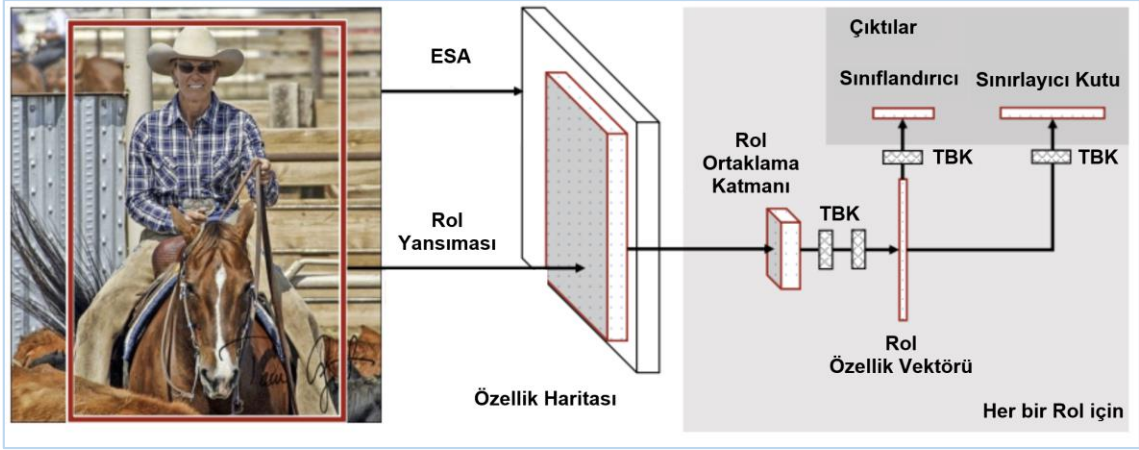 ESA
Rol
Yansıması
Özellik Haritası
Rol
Ortaklama
Katmanı
TBK
Rol
Özellik Vektörü
Çıktılar
Sınıflandırıcı
Sınırlayıcı Kutu
TBK
TBK
Her bir Rol için